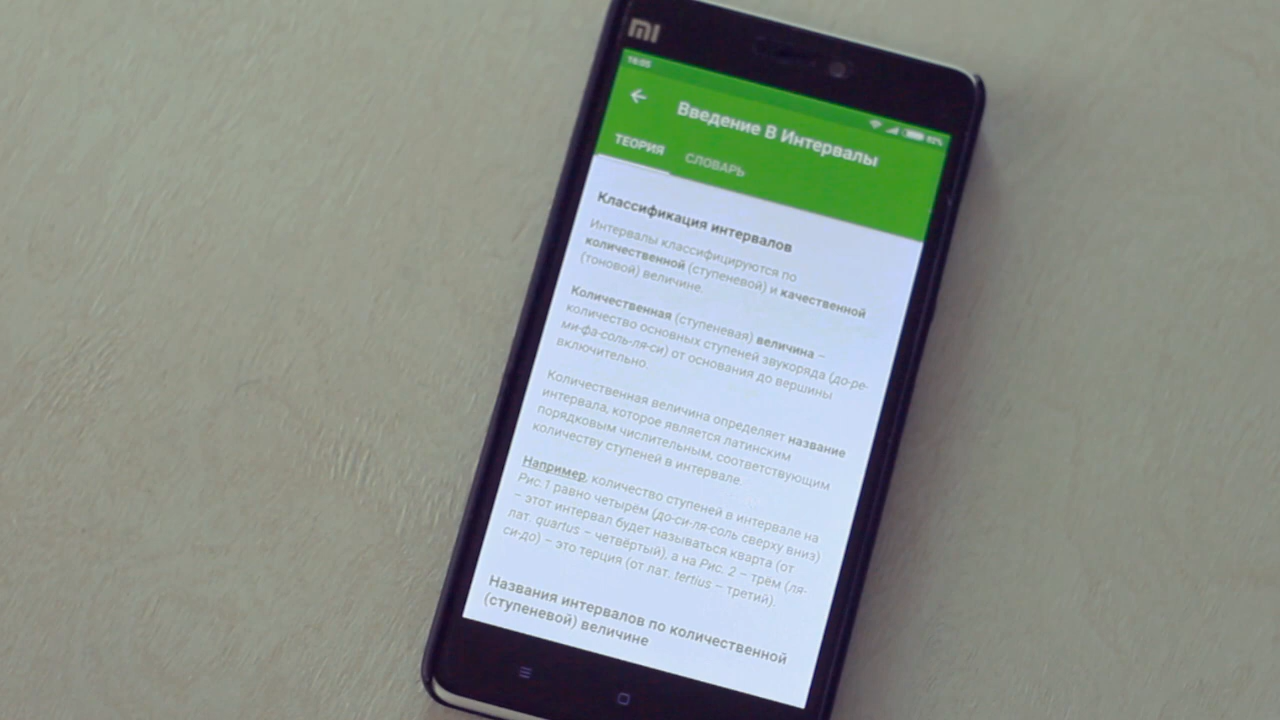 MI
16:05
82%
Введение В Интервалы
ТЕОРИЯ
СЛОВАРЬ
Классификация интервалов
Интервалы классифицируются по
количественной (ступеневой) и качественной
(тоновой) величине.
Количественная (ступеневая) величина –
количество основных ступеней звукоряда (до-ре-
ми-фа-соль-ля-си) от основания до вершины
включительно.
Количественная величина определяет название
интервала, которое является латинским
порядковым числительным, соответствующим
количеству ступеней в интервале.
Например, количество ступеней в интервале на
Рис.1 равно четырём (до-си-ля-соль сверху вниз)
– этот интервал будет называться кварта (от
лат. quartus – четвёртый), а на Рис. 2 – трём (ля-
си-до) – это терция (от лат. tertius – третий).
Названия интервалов по количественной
(ступеневой) величине